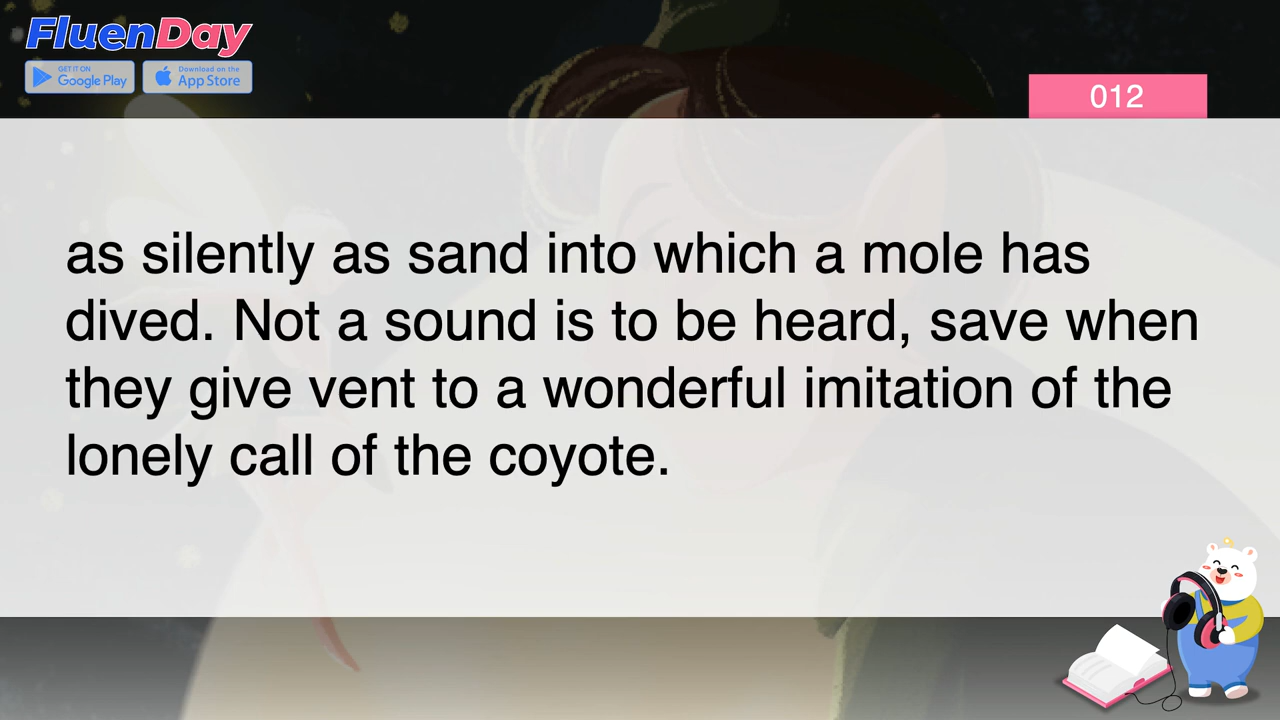 FluenDay
GET IT ON
Google Play
Download on the
App Store
012
as silently as sand into which a mole has
dived. Not a sound is to be heard, save when
they give vent to a wonderful imitation of the
lonely call of the coyote.